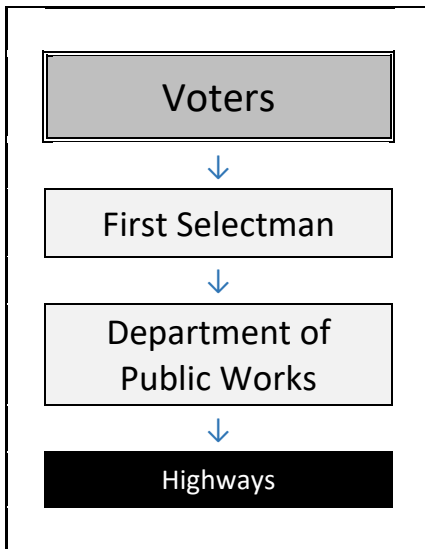 Voters
↓
First Selectman
↓
Department of
Public Works
↓
Highways